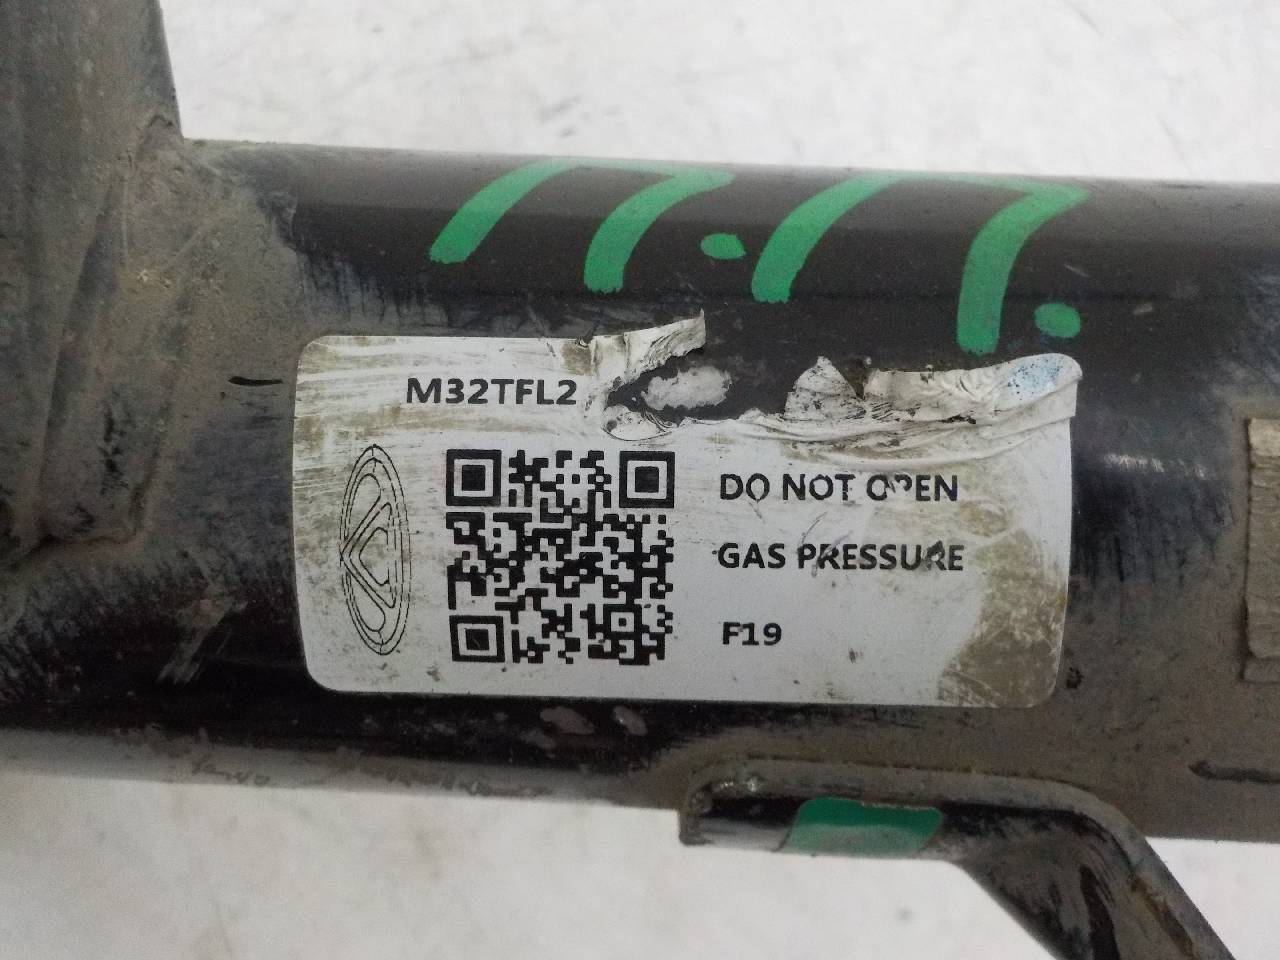 П.П.
M32TFL2
DO NOT OPEN
GAS PRESSURE
F19